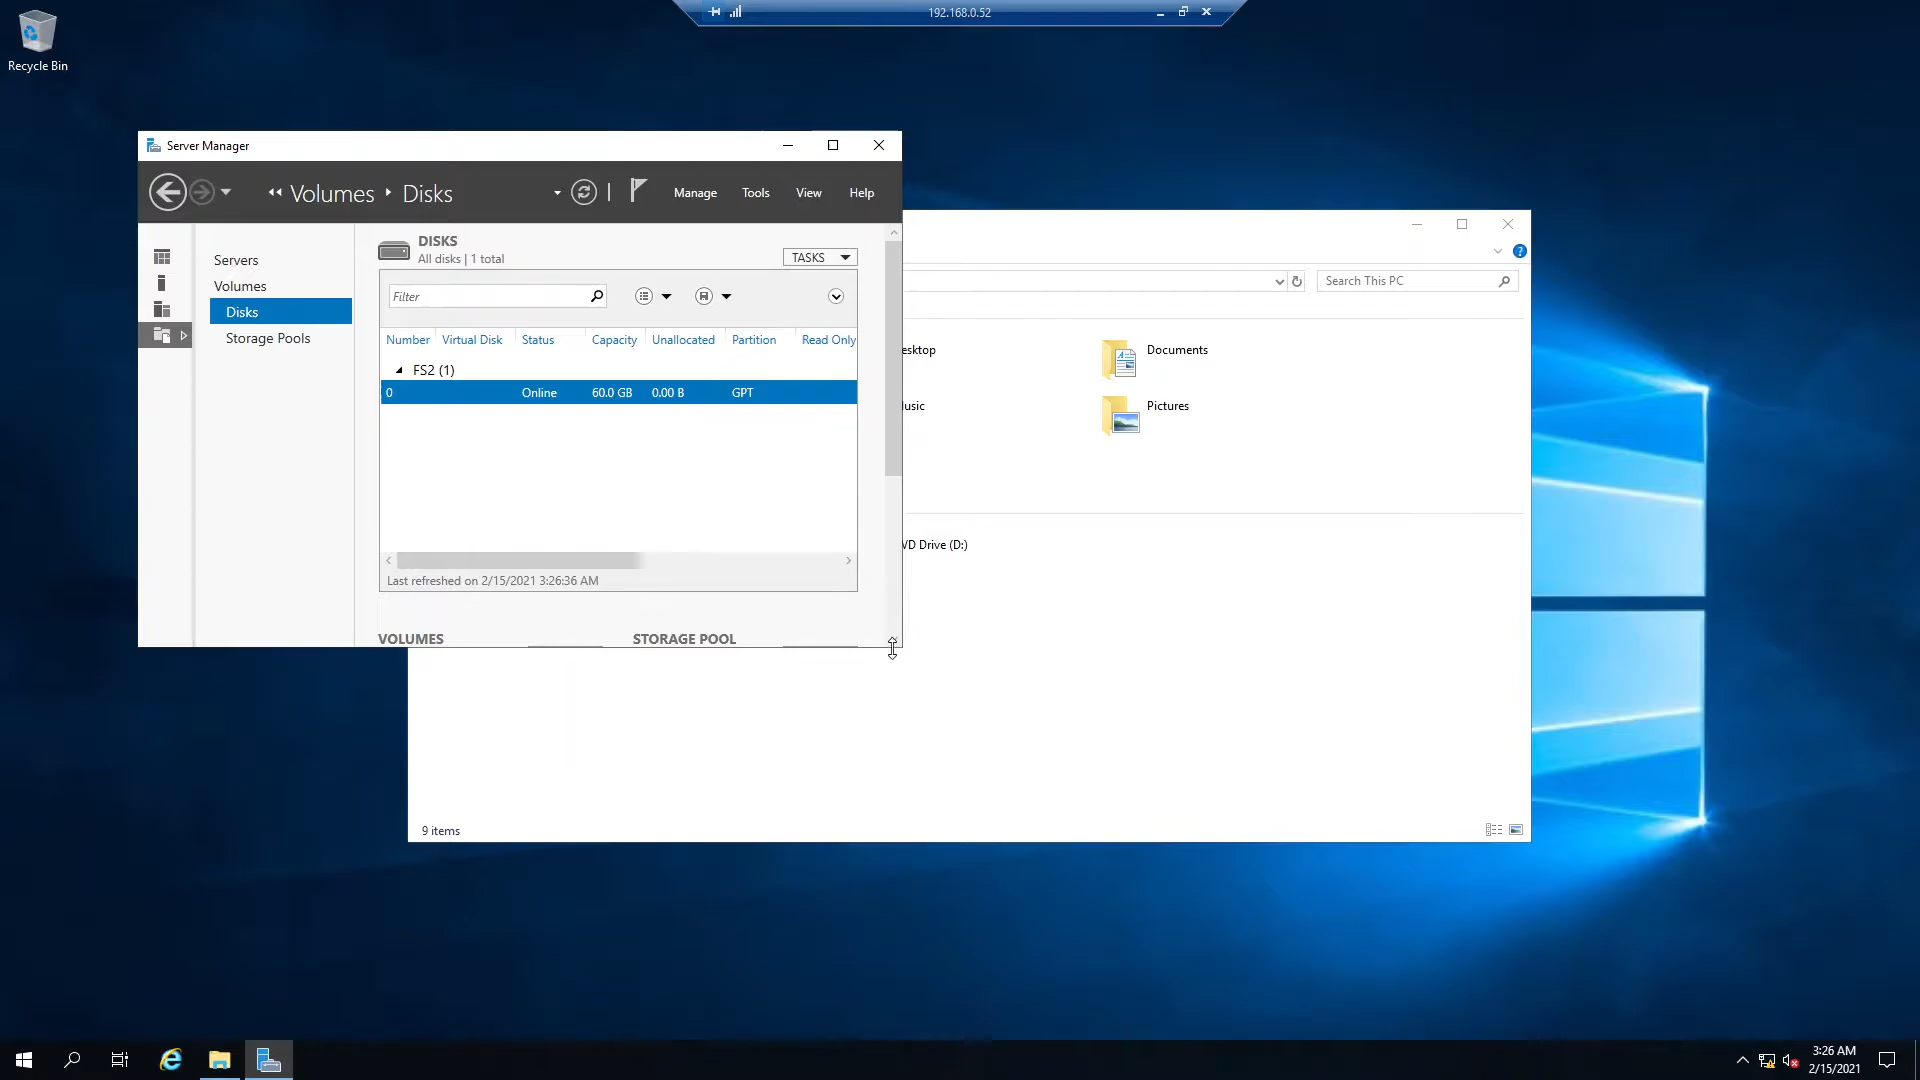 192.168.0.52
Recycle Bin
Server Manager
Volumes Disks
Manage Tools View Help
Servers
Volumes
Disks
Storage Pools
DISKS
All disks | 1 total
TASKS
Filter
Number Virtual Disk Status Capacity Unallocated Partition Read Only
FS2 (1)
0 Online 60.0 GB 0.00 B GPT
Last refreshed on 2/15/2021 3:26:36 AM
VOLUMES STORAGE POOL
Search This PC
esktop Documents
usic Pictures
VD Drive (D:)
9 items
3:26 AM
2/15/2021